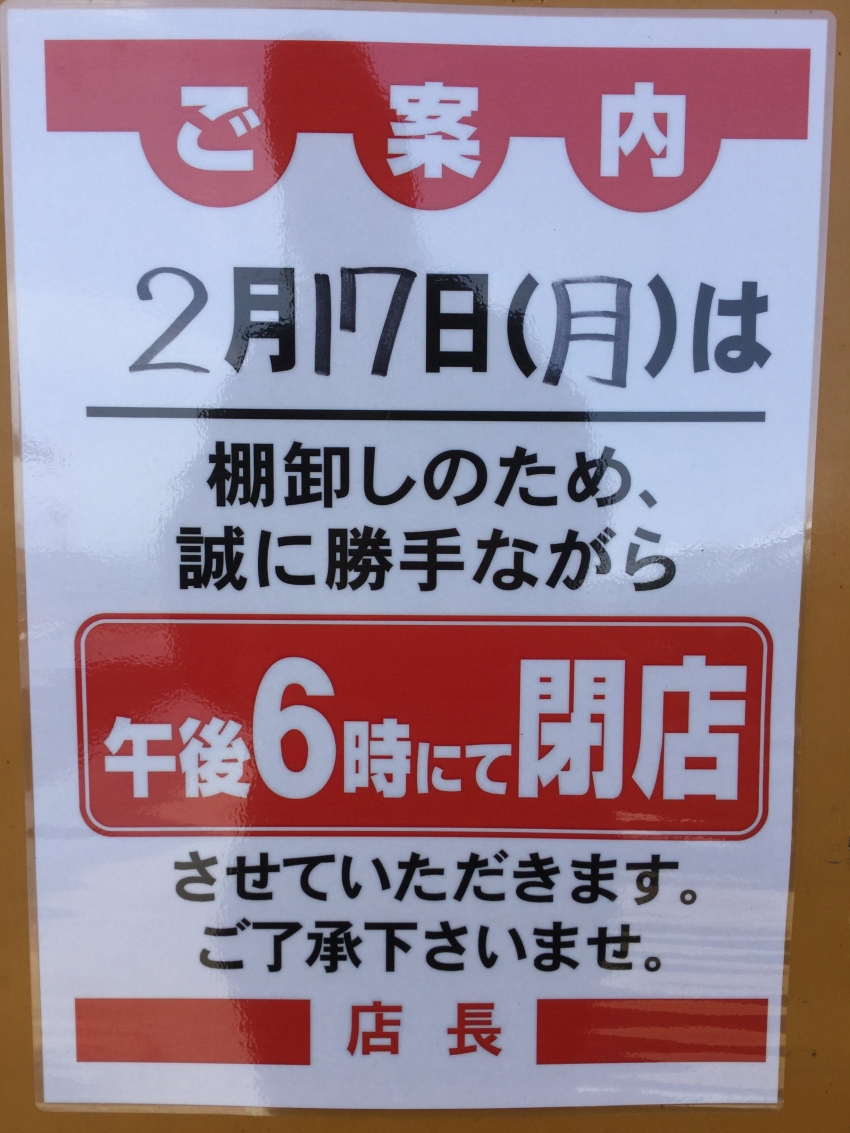 ご案内
2月17日(月)は
棚卸しのため、
誠に勝手ながら
午後6時にて閉店
させていただきます。
ご了承下さいませ。
店長